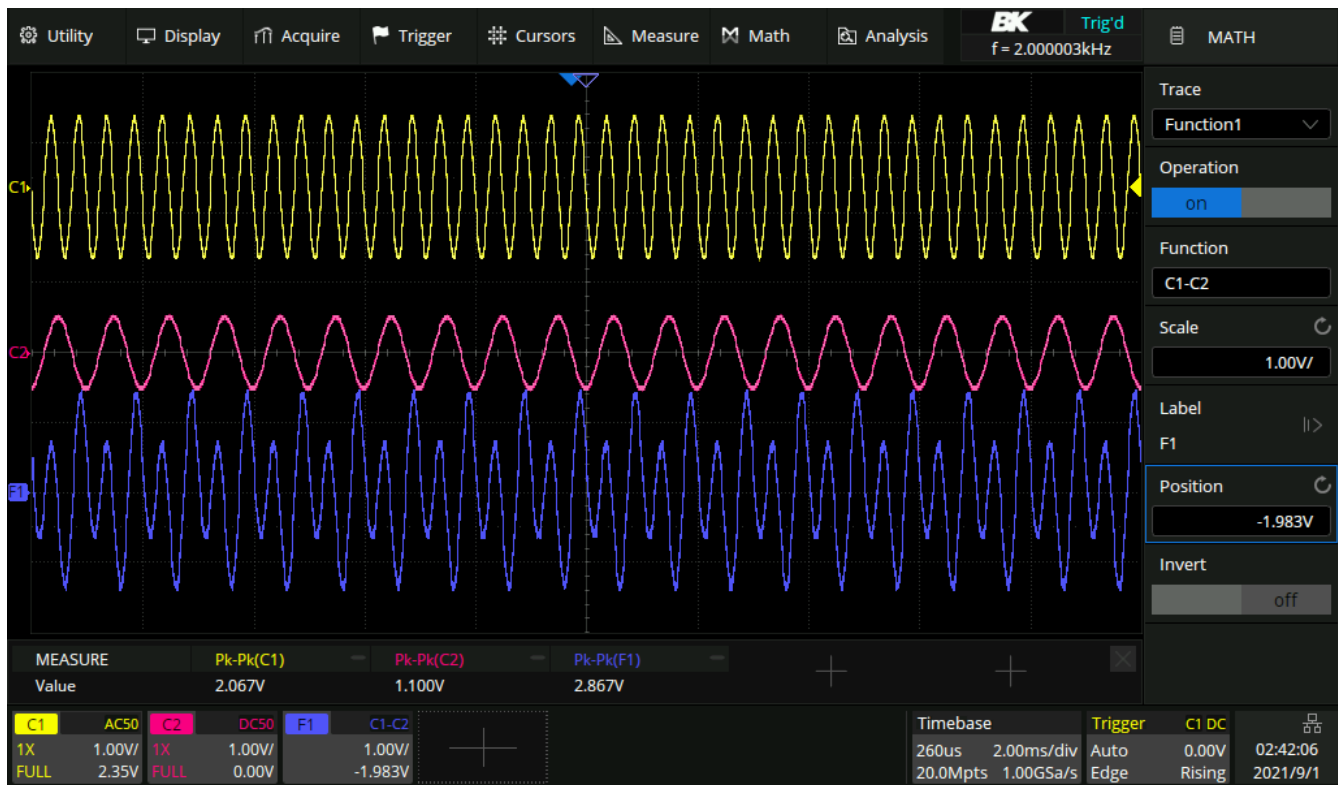 Utility Display Acquire Trigger Cursors Measure Math Analysis BK Trig'd MATH
f = 2.000003kHz
Trace
Function1
Operation
on
Function
C1-C2
Scale
1.00V/
Label
F1
Position
-1.983V
Invert
off
C1
C2
F1
MEASURE Pk-Pk(C1) Pk-Pk(C2) Pk-Pk(F1)
Value 2.067V 1.100V 2.867V
C1 AC50 C2 DC50 F1 C1-C2 Timebase Trigger C1 DC
1X 1.00V/ 1X 1.00V/ 1.00V/ 260us 2.00ms/div Auto 0.00V 02:42:06
FULL 2.35V FULL 0.00V -1.983V 20.0Mpts 1.00GSa/s Edge Rising 2021/9/1